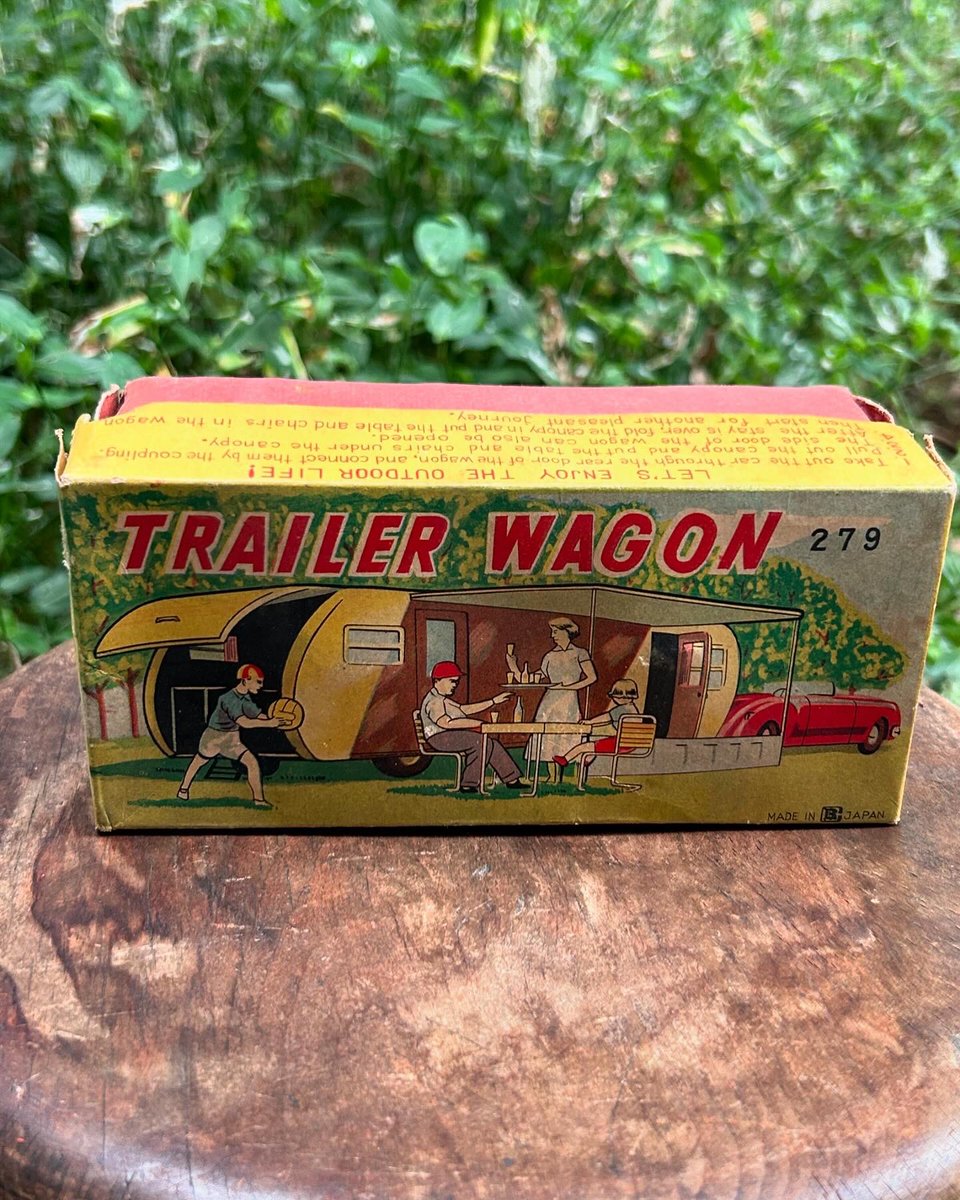 LET'S ENJOY THE OUTDOOR LIFE!
Take out the car through the rear door of the wagon, and connect them by the coupling.
Pull out the canopy and put the table and chairs under the canopy.
The side door of the wagon can also be opened.
After stay is over fold the canopy in and put the table and chairs in the wagon
Then start for another pleasant Journey.
TRAILER WAGON 279
MADE IN JAPAN